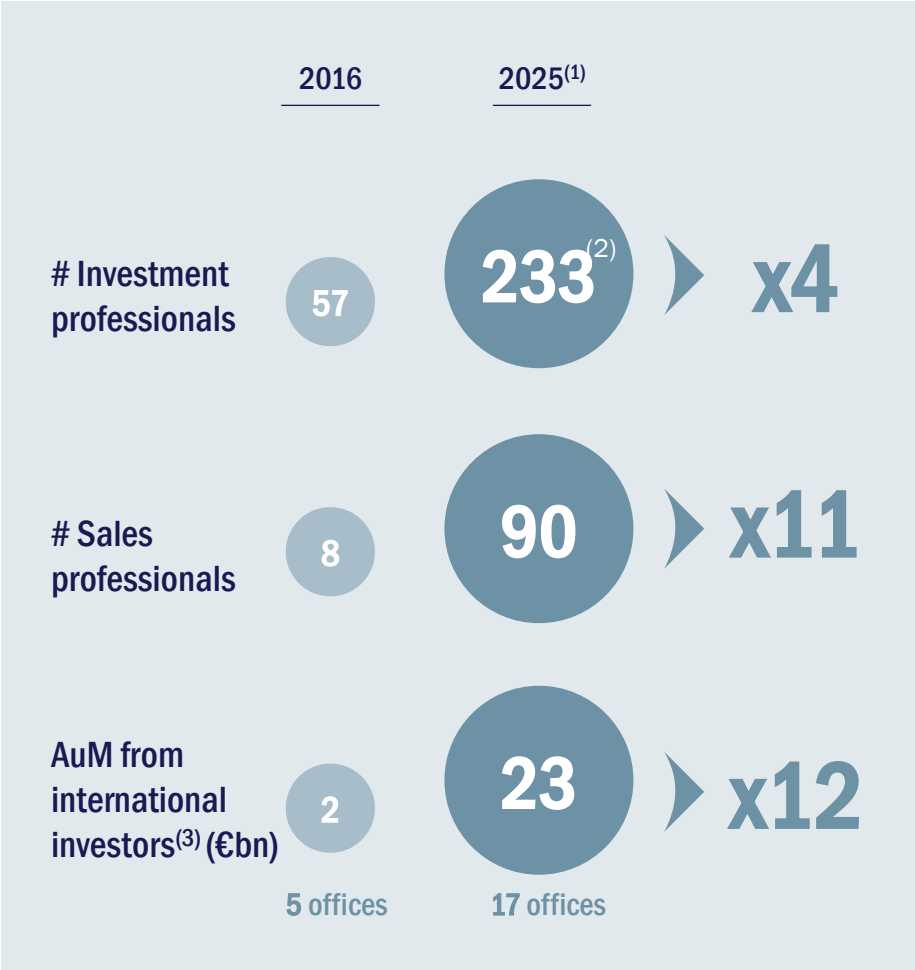 2016 2025(1)
# Investment
professionals
57 233(2) x4
# Sales
professionals
8 90 x11
AuM from
international
investors(3) (€bn)
2 23 x12
5 offices 17 offices